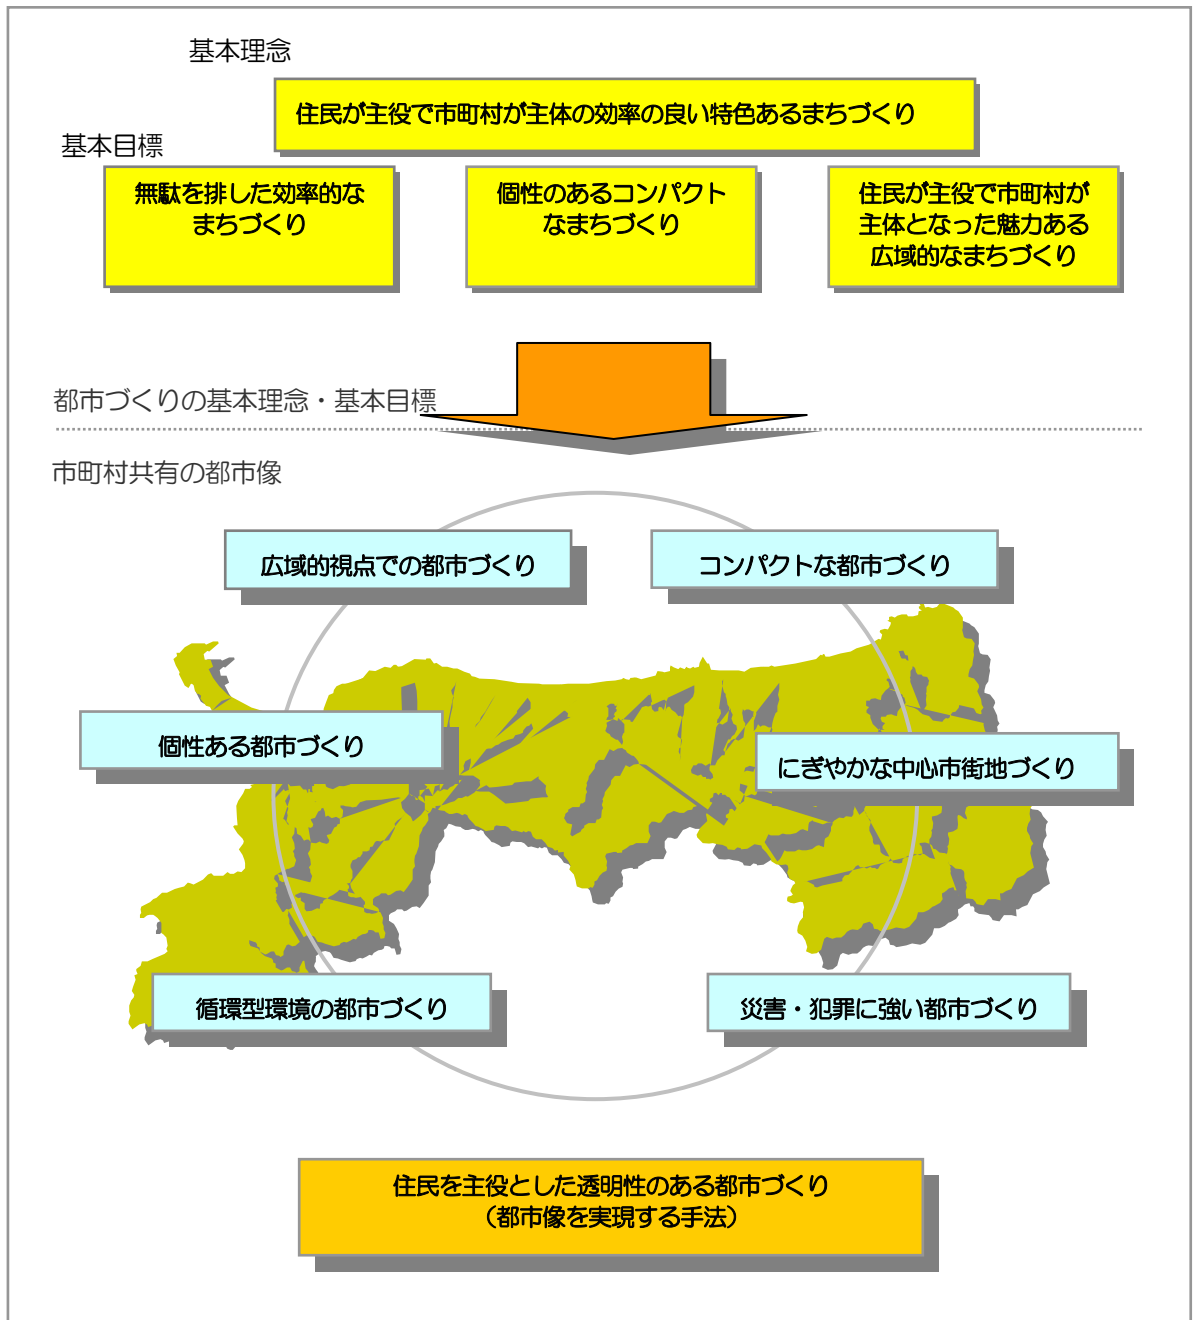 基本理念
住民が主役で市町村が主体の効率の良い特色あるまちづくり
基本目標
無駄を排した効率的な
まちづくり
個性のあるコンパクト
なまちづくり
住民が主役で市町村が
主体となった魅力ある
広域的なまちづくり
都市づくりの基本理念・基本目標
市町村共有の都市像
広域的視点での都市づくり
コンパクトな都市づくり
個性ある都市づくり
にぎやかな中心市街地づくり
循環型環境の都市づくり
災害・犯罪に強い都市づくり
住民を主役とした透明性のある都市づくり
（都市像を実現する手法）